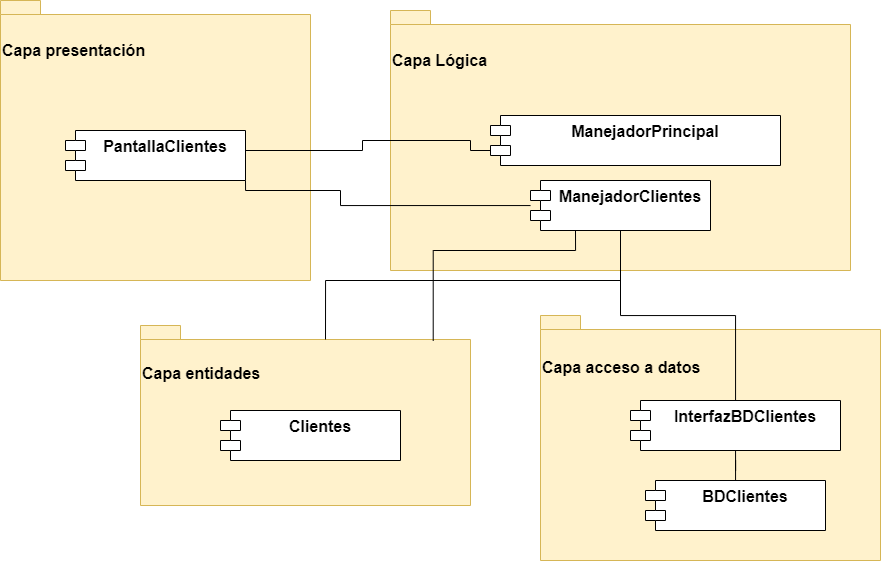 Capa presentación
PantallaClientes
Capa Lógica
ManejadorPrincipal
ManejadorClientes
Capa entidades
Clientes
Capa acceso a datos
InterfazBDClientes
BDClientes